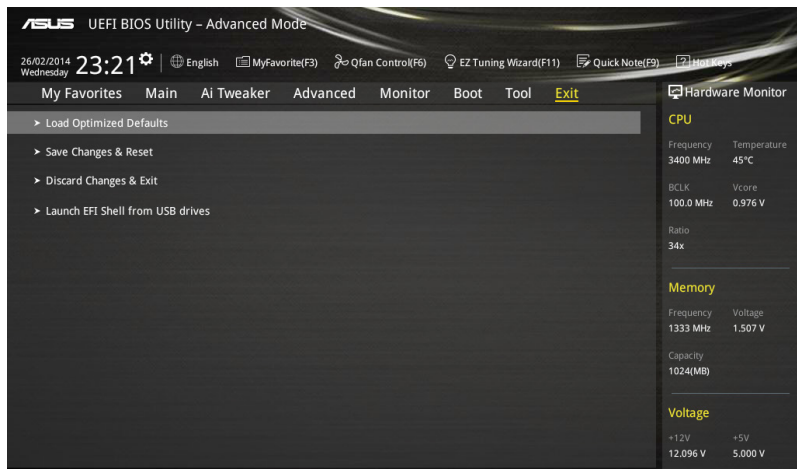 ASUS UEFI BIOS Utility – Advanced Mode
26/02/2014
Wednesday
23:21
English
MyFavorite(F3)
Qfan Control(F6)
EZ Tuning Wizard(F11)
Quick Note(F9)
Hot Keys
My Favorites Main Ai Tweaker Advanced Monitor Boot Tool Exit
Load Optimized Defaults
Save Changes & Reset
Discard Changes & Exit
Launch EFI Shell from USB drives
Hardware Monitor
CPU
Frequency Temperature
3400 MHz 45°C
BCLK Vcore
100.0 MHz 0.976 V
Ratio
34x
Memory
Frequency Voltage
1333 MHz 1.507 V
Capacity
1024(MB)
Voltage
+12V +5V
12.096 V 5.000 V